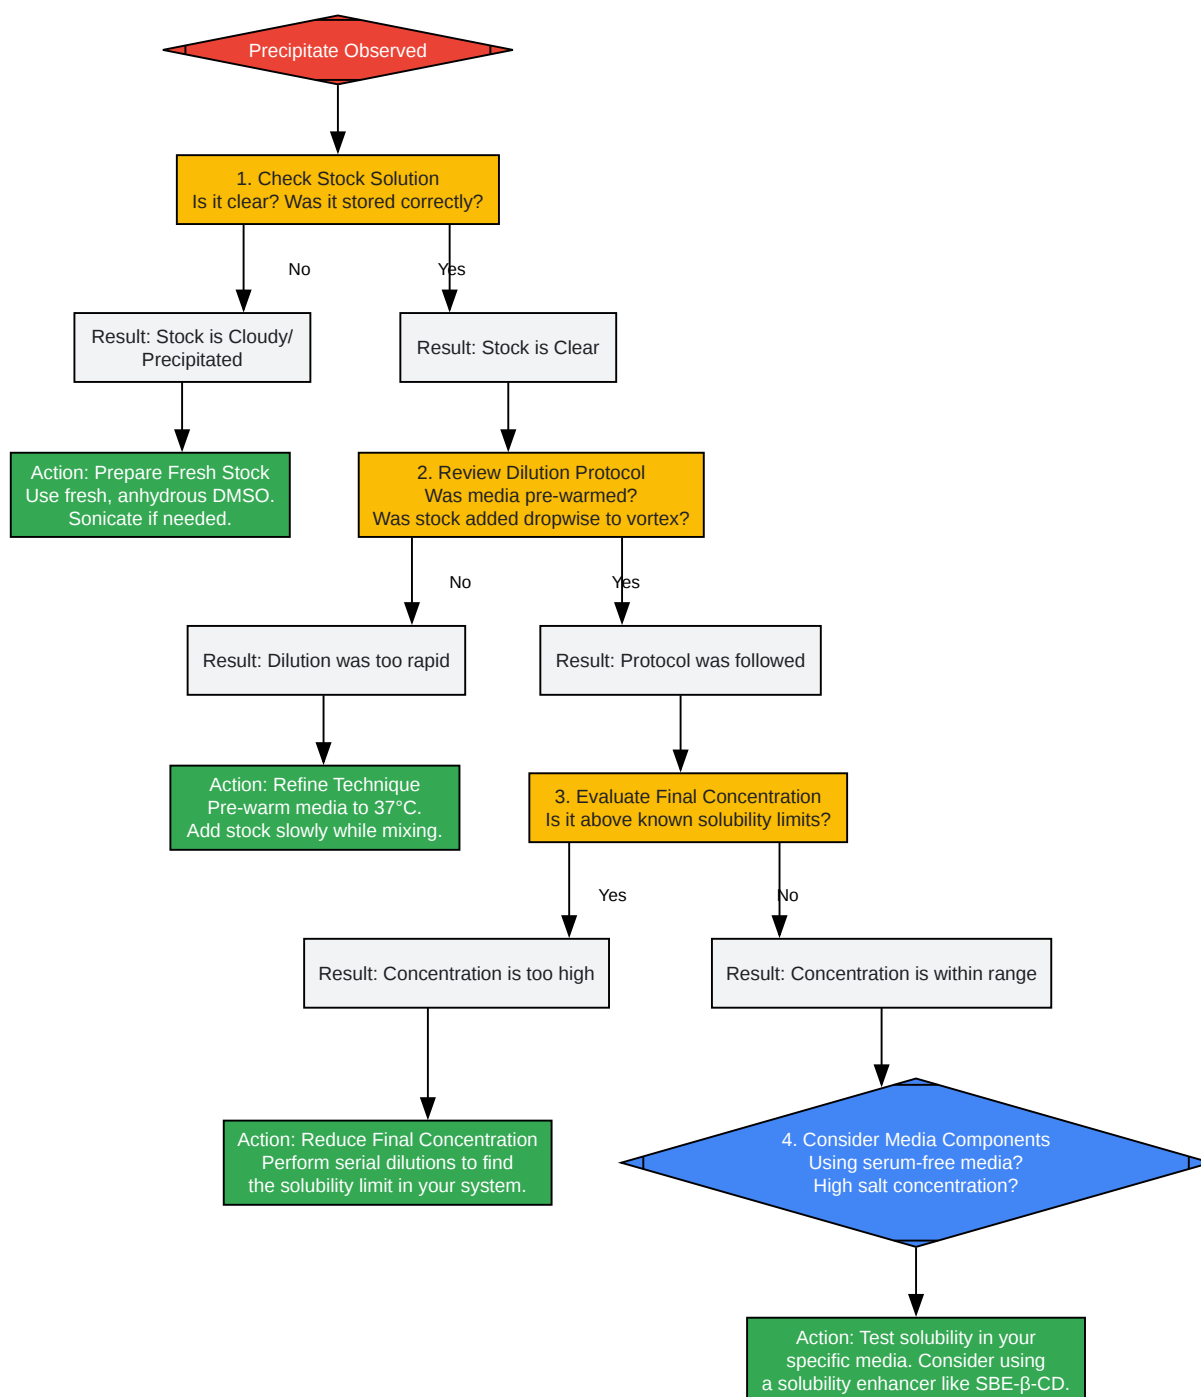 Precipitate Observed
1. Check Stock Solution
Is it clear? Was it stored correctly?
No
Yes
Result: Stock is Cloudy/
Precipitated
Result: Stock is Clear
Action: Prepare Fresh Stock
Use fresh, anhydrous DMSO.
Sonicate if needed.
2. Review Dilution Protocol
Was media pre-warmed?
Was stock added dropwise to vortex?
No
Yes
Result: Dilution was too rapid
Result: Protocol was followed
Action: Refine Technique
Pre-warm media to 37°C.
Add stock slowly while mixing.
3. Evaluate Final Concentration
Is it above known solubility limits?
Yes
No
Result: Concentration is too high
Result: Concentration is within range
Action: Reduce Final Concentration
Perform serial dilutions to find
the solubility limit in your system.
4. Consider Media Components
Using serum-free media?
High salt concentration?
Action: Test solubility in your
specific media. Consider using
a solubility enhancer like SBE-β-CD.